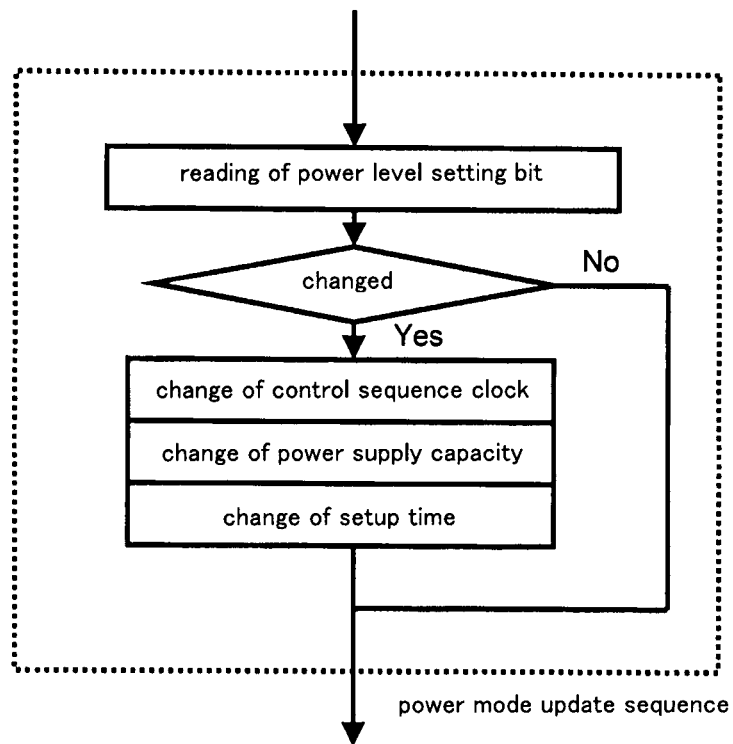 reading of power level setting bit
changed
No
Yes
change of control sequence clock
change of power supply capacity
change of setup time
power mode update sequence